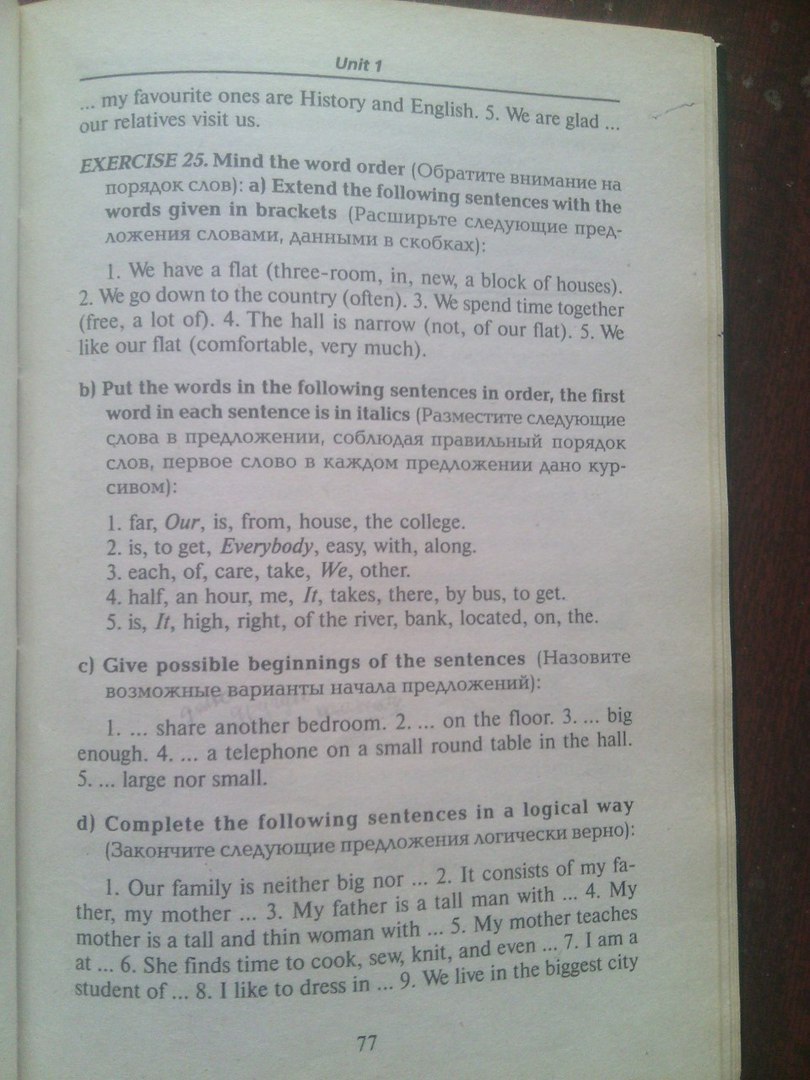 Unit 1
... my favourite ones are History and English. 5. We are glad ...
our relatives visit us.
EXERCISE 25. Mind the word order (Обратите внимание на
порядок слов): a) Extend the following sentences with the
words given in brackets (Расширьте следующие пред-
ложения словами, данными в скобках):
1. We have a flat (three-room, in, new, a block of houses).
2. We go down to the country (often). 3. We spend time together
(free, a lot of). 4. The hall is narrow (not, of our flat). 5. We
like our flat (comfortable, very much).
b) Put the words in the following sentences in order, the first
word in each sentence is in italics (Разместите следующие
слова в предложении, соблюдая правильный порядок
слов, первое слово в каждом предложении дано кур-
сивом):
1. far, Our, is, from, house, the college.
2. is, to get, Everybody, easy, with, along.
3. each, of, care, take, We, other.
4. half, an hour, me, It, takes, there, by bus, to get.
5. is, It, high, right, of the river, bank, located, on, the.
c) Give possible beginnings of the sentences (Назовите
возможные варианты начала предложений):
1. ... share another bedroom. 2. ... on the floor. 3. ... big
enough. 4. ... a telephone on a small round table in the hall.
5. ... large nor small.
d) Complete the following sentences in a logical way
(Закончите следующие предложения логически верно):
1. Our family is neither big nor ... 2. It consists of my fa-
ther, my mother ... 3. My father is a tall man with ... 4. My
mother is a tall and thin woman with ... 5. My mother teaches
at ... 6. She finds time to cook, sew, knit, and even ... 7. I am a
student of ... 8. I like to dress in ... 9. We live in the biggest city
77